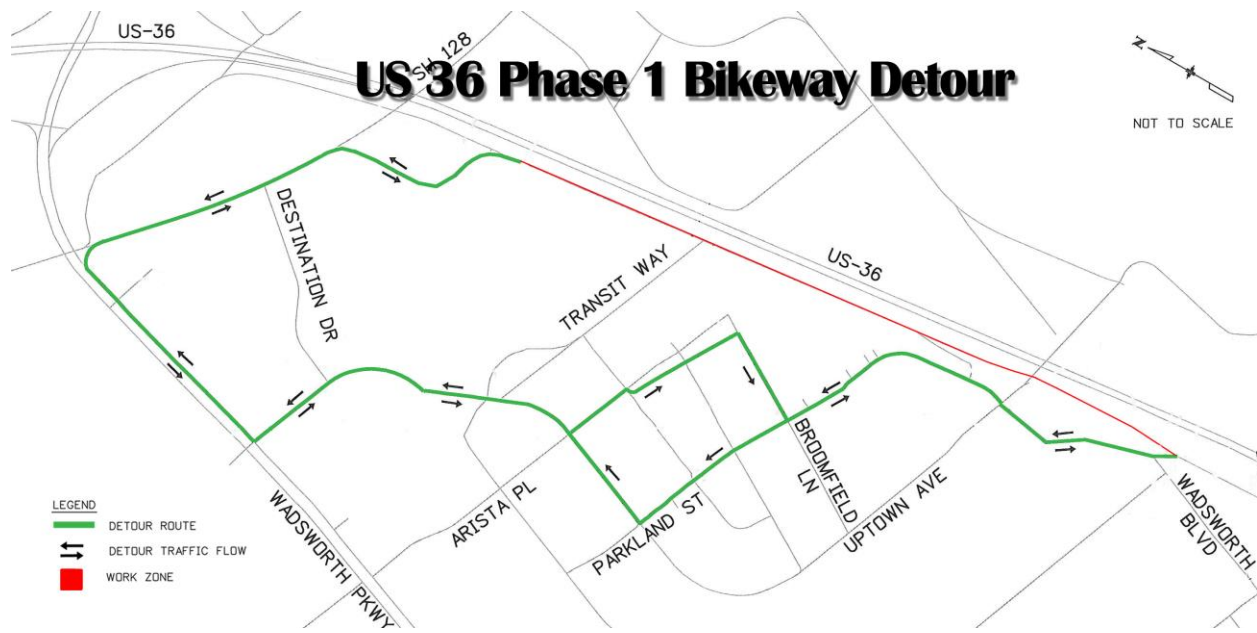 US-36
SH 128
US 36 Phase 1 Bikeway Detour
N
NOT TO SCALE
DESTINATION DR
TRANSIT WAY
US-36
ARISTA PL
PARKLAND ST
BROOMFIELD
LN
UPTOWN AVE
WADSWORTH
BLVD
WADSWORTH PKWY
LEGEND
DETOUR ROUTE
DETOUR TRAFFIC FLOW
WORK ZONE